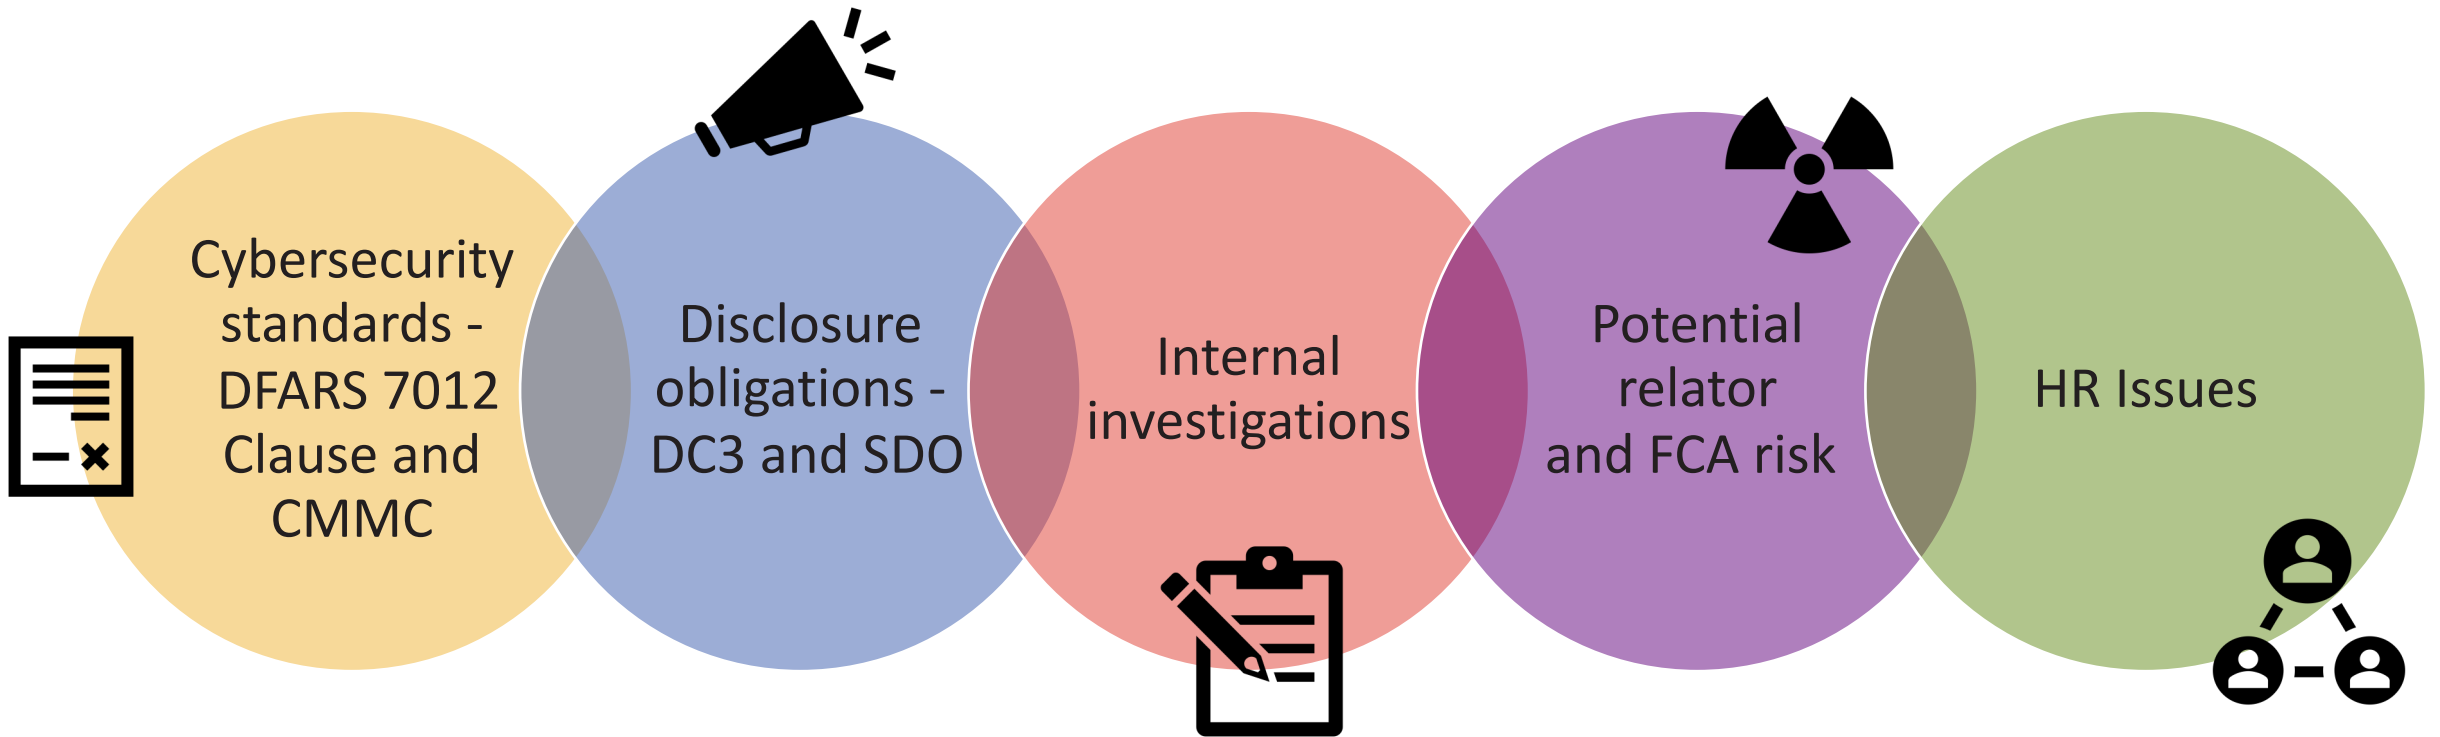 Cybersecurity
standards -
DFARS 7012
Clause and
CMMC
Disclosure
obligations -
DC3 and SDO
Internal
investigations
Potential
relator
and FCA risk
HR Issues